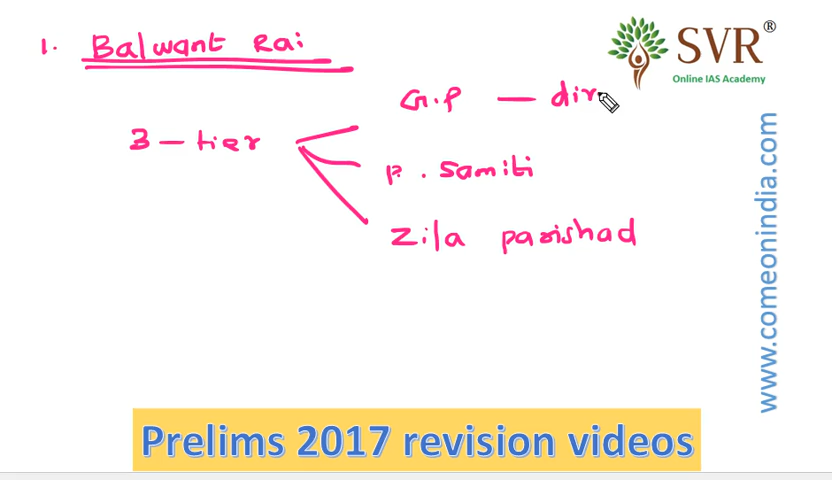 1. Balwant Rai
SVR®
Online IAS Academy
G.P — dir
3 — tier
P. Samiti
Zila parishad
www.comeonindia.com
Prelims 2017 revision videos